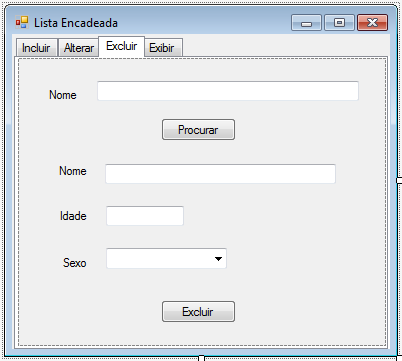 Lista Encadeada
Incluir Alterar Excluir Exibir
Nome
Procurar
Nome
Idade
Sexo
Excluir